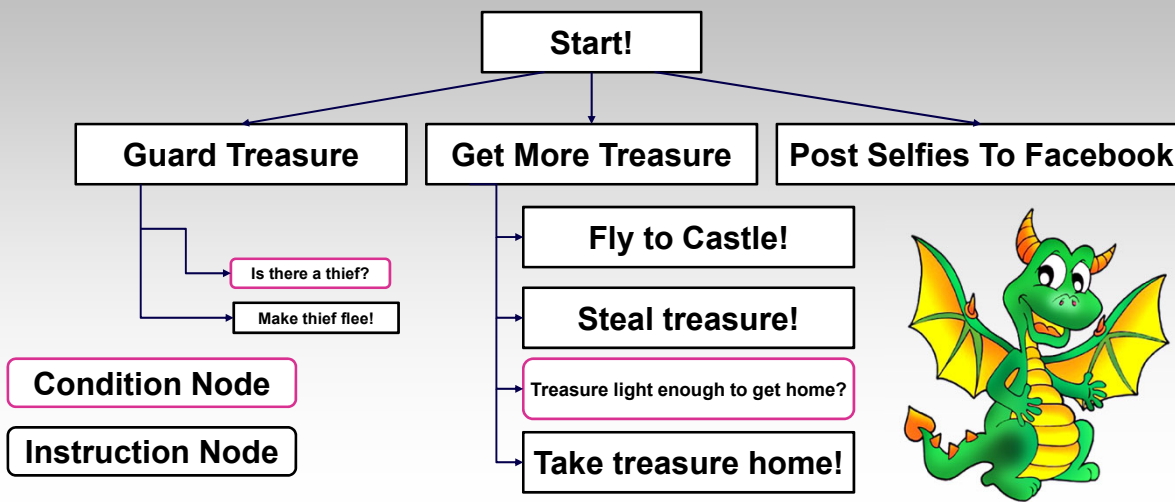 Start!
Guard Treasure
Get More Treasure
Post Selfies To Facebook
Is there a thief?
Make thief flee!
Fly to Castle!
Steal treasure!
Treasure light enough to get home?
Take treasure home!
Condition Node
Instruction Node